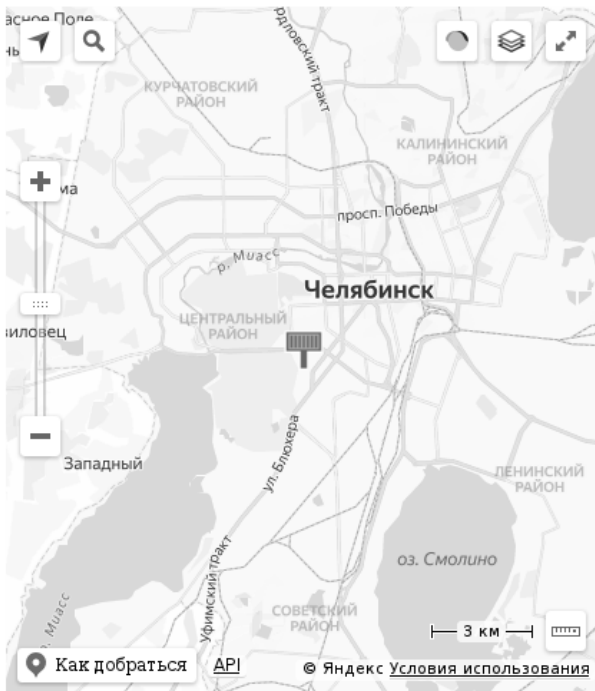 асное Поле
рдловский тракт
КУРЧАТОВСКИЙ
РАЙОН
КАЛИНИНСКИЙ
РАЙОН
ма
просп. Победы
р. Миасс
Челябинск
ЦЕНТРАЛЬНЫЙ
РАЙОН
виловец
ул. Блюхера
Западный
ЛЕНИНСКИЙ
РАЙОН
оз. Смолино
Уфимский тракт
СОВЕТСКИЙ
РАЙОН
р. Миасс
3 км
Как добраться API
© Яндекс Условия использования